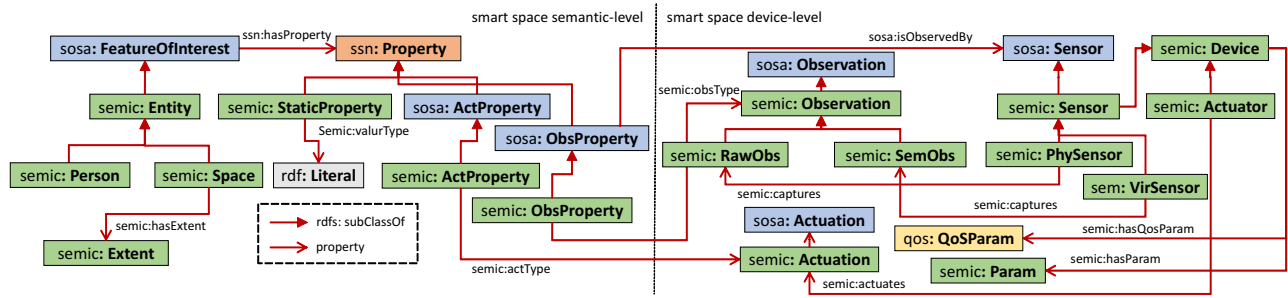 smart space semantic-level
smart space device-level
sosa: FeatureOfInterest
ssn:hasProperty
ssn: Property
sosa:isObservedBy
sosa: Sensor
semic: Device
sosa: Observation
semic: Entity
semic: StaticProperty
sosa: ActProperty
semic:obsType
semic: Observation
semic: Sensor
semic: Actuator
Semic:valurType
sosa: ObsProperty
semic: Person
semic: Space
rdf: Literal
semic: ActProperty
semic: RawObs
semic: SemObs
semic: PhySensor
sem: VirSensor
semic:captures
semic:captures
semic: ObsProperty
semic:hasExtent
rdfs: subClassOf
property
sosa: Actuation
qos: QoSParam
semic:hasQosParam
semic: Extent
semic:actType
semic: Actuation
semic: Param
semic:hasParam
semic:actuates